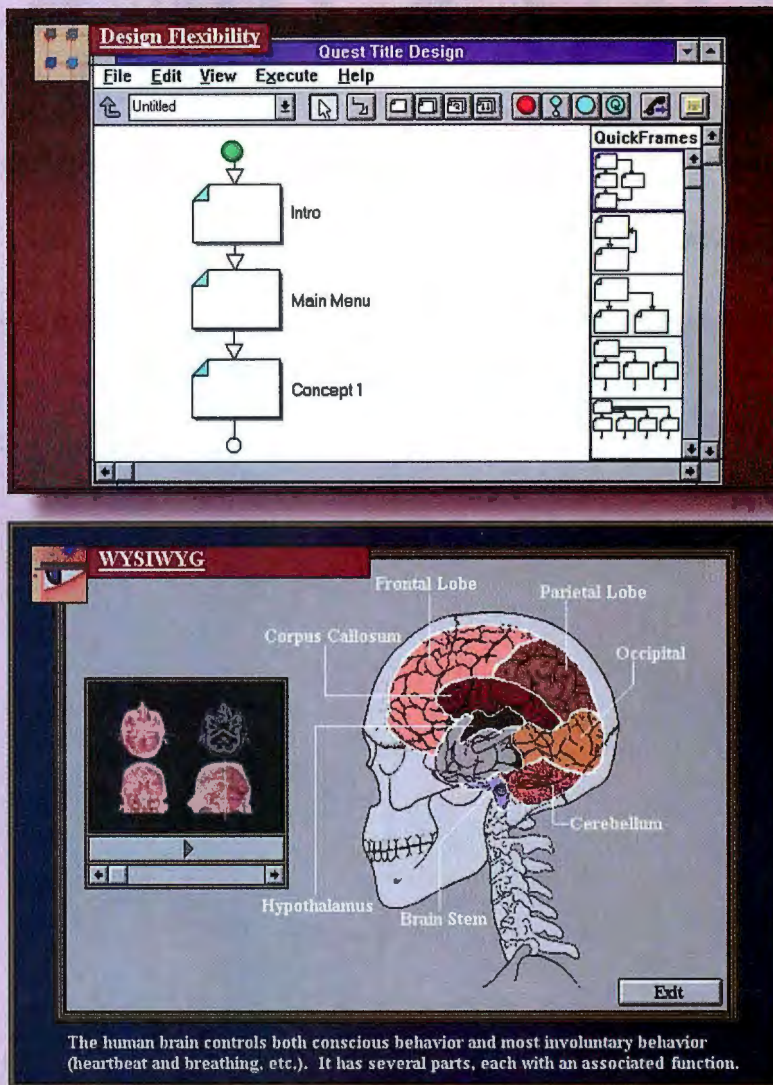 Design Flexibility
Quest Title Design
File Edit View Execute Help
Untitled
QuickFrames
Intro
Main Menu
Concept 1
WYSIWYG
Frontal Lobe
Parietal Lobe
Corpus Callosum
Occipital
Cerebellum
Hypothalamus
Brain Stem
Exit
The human brain controls both conscious behavior and most involuntary behavior
(heartbeat and breathing, etc.). It has several parts, each with an associated function.